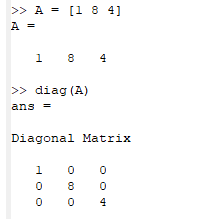 >> A = [1 8 4]
A =
1 8 4
>> diag(A)
ans =
Diagonal Matrix
1 0 0
0 8 0
0 0 4